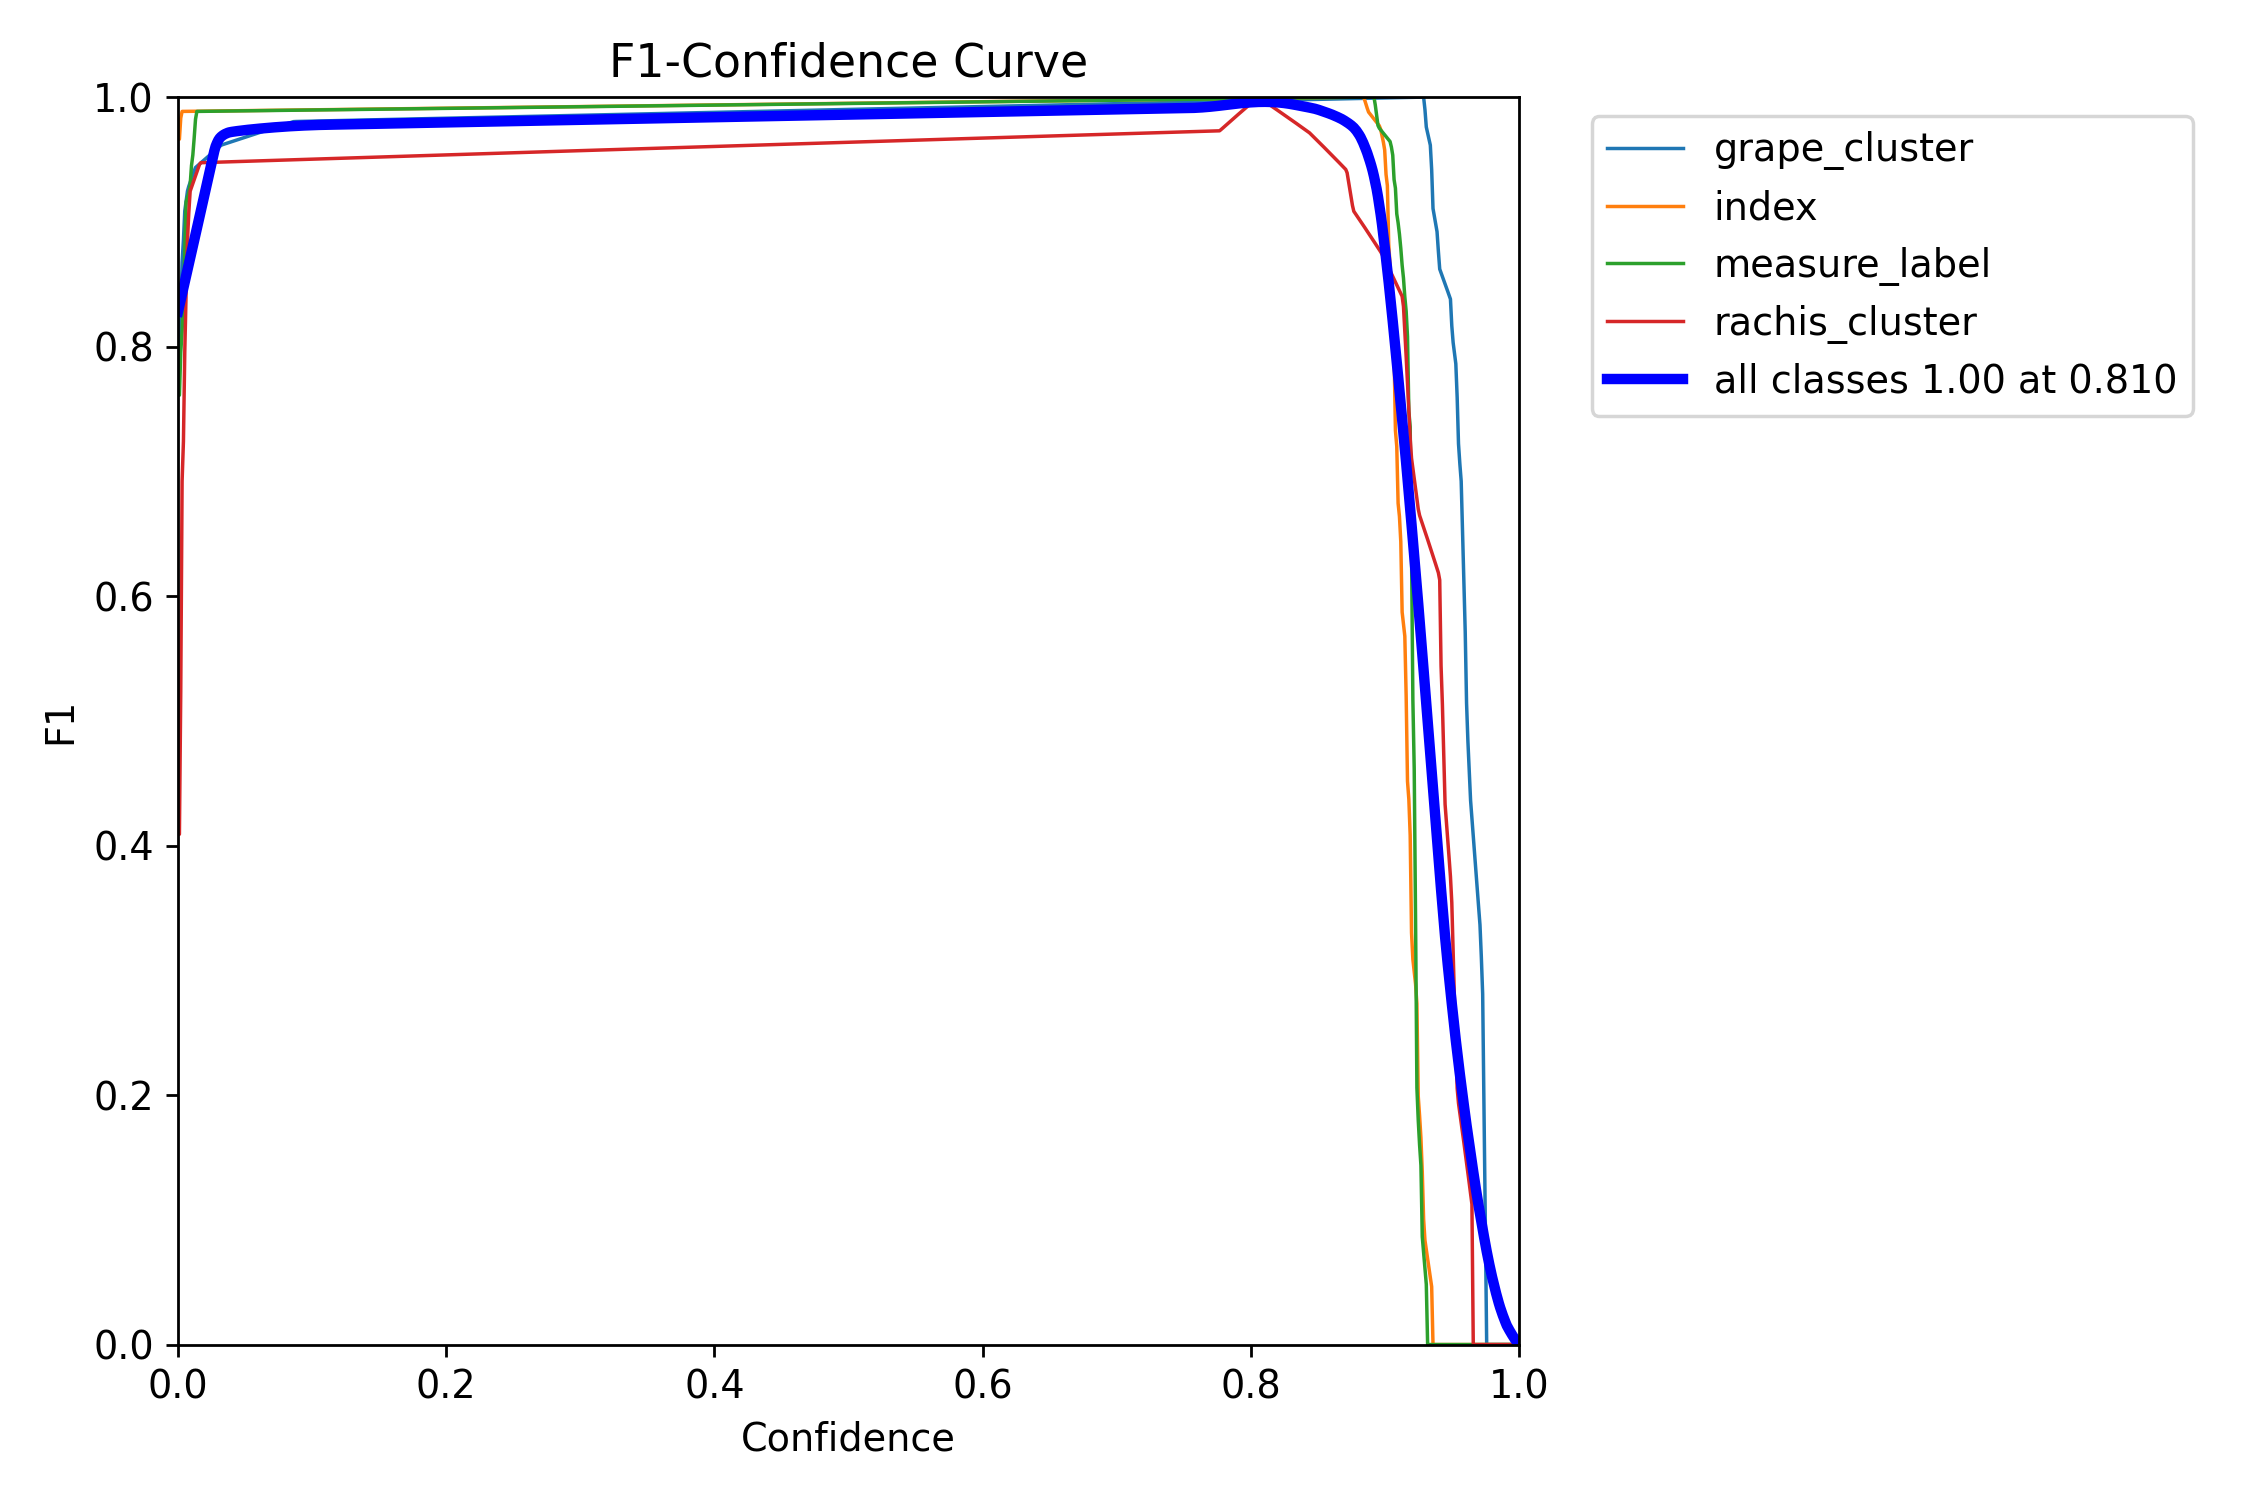 F1-Confidence Curve
1.0
0.8
0.6
0.4
0.2
0.0
F1
0.0 0.2 0.4 0.6 0.8 1.0
Confidence
grape_cluster
index
measure_label
rachis_cluster
all classes 1.00 at 0.810